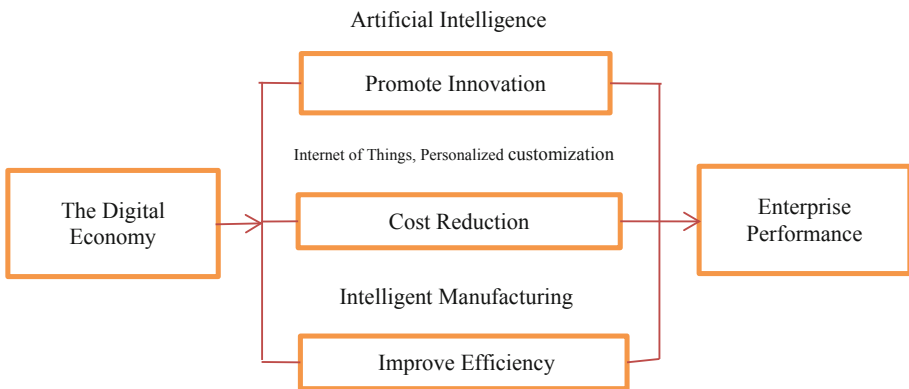 Artificial Intelligence
Promote Innovation
Internet of Things, Personalized customization
The Digital
Economy
Cost Reduction
Enterprise
Performance
Intelligent Manufacturing
Improve Efficiency